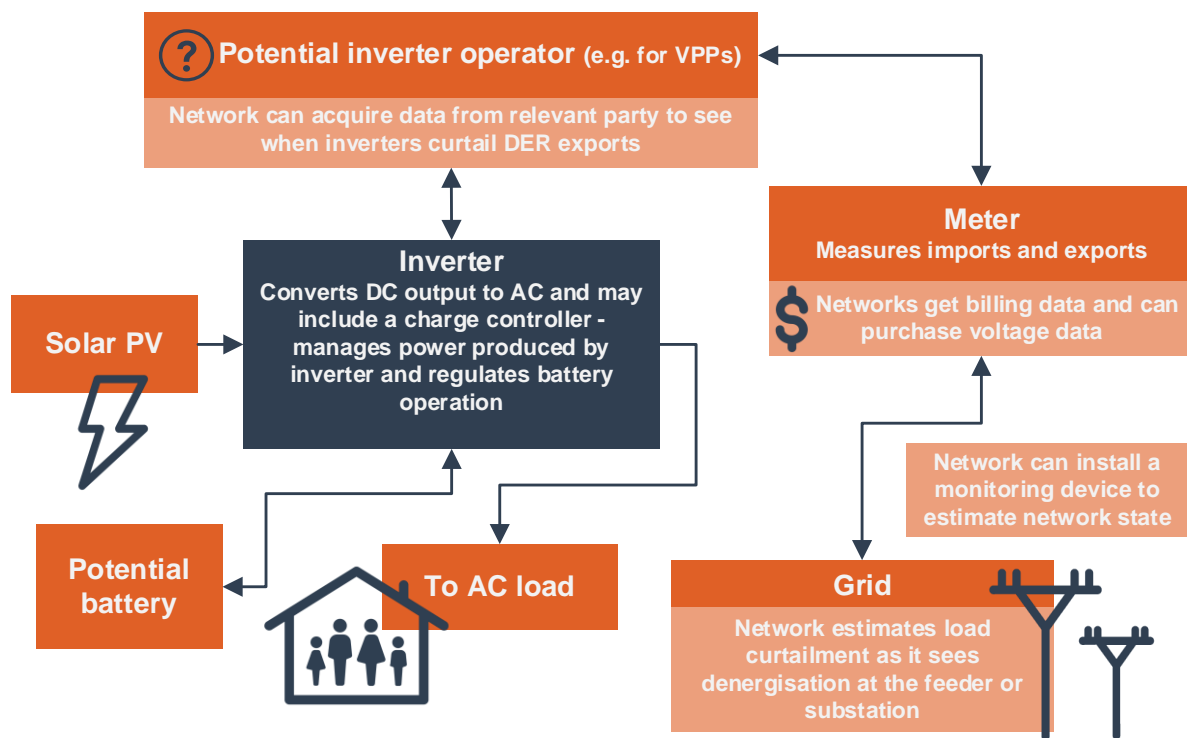 ?
Potential inverter operator (e.g. for VPPs)
Network can acquire data from relevant party to see
when inverters curtail DER exports
Meter
Measures imports and exports
$
Networks get billing data and can
purchase voltage data
Inverter
Converts DC output to AC and may
include a charge controller -
manages power produced by
inverter and regulates battery
operation
Solar PV
Network can install a
monitoring device to
estimate network state
Potential
battery
To AC load
Grid
Network estimates load
curtailment as it sees
denergisation at the feeder or
substation